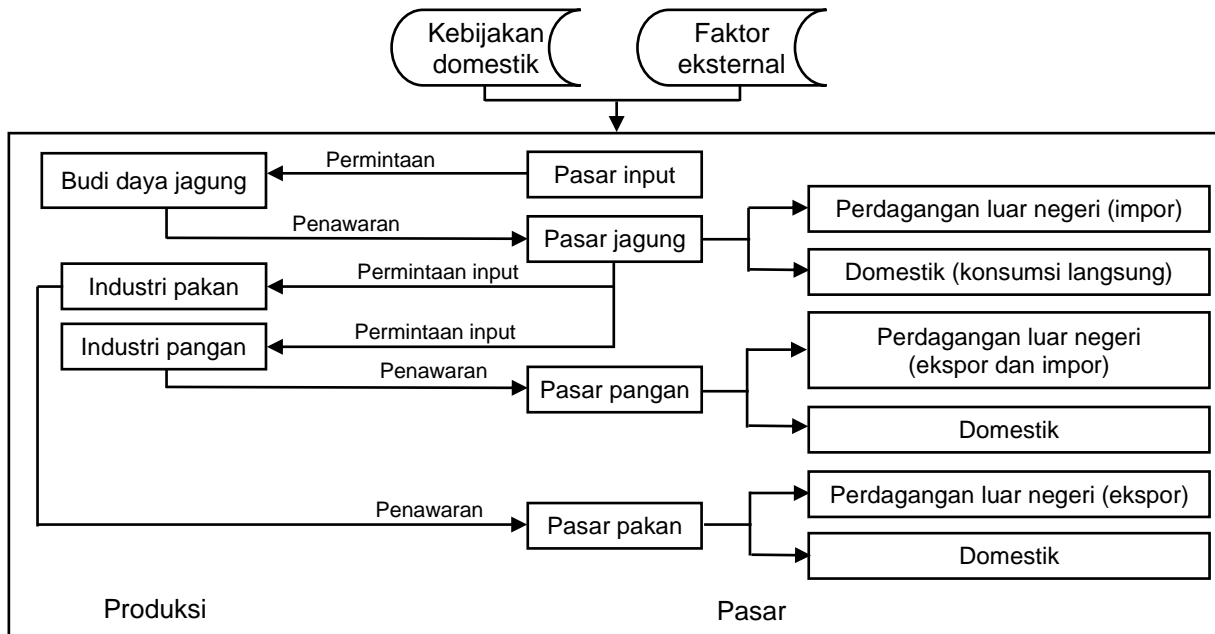 Kebijakan
domestik
Faktor
eksternal
Permintaan
Budi daya jagung
Pasar input
Perdagangan luar negeri (impor)
Penawaran
Pasar jagung
Domestik (konsumsi langsung)
Permintaan input
Industri pakan
Permintaan input
Industri pangan
Perdagangan luar negeri
(ekspor dan impor)
Penawaran
Pasar pangan
Domestik
Perdagangan luar negeri (ekspor)
Penawaran
Pasar pakan
Domestik
Produksi
Pasar